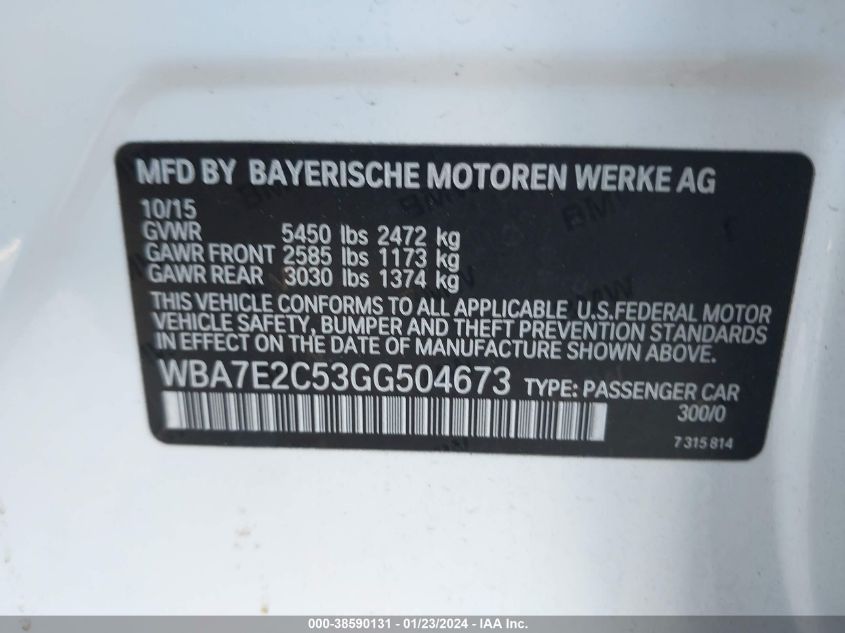 MFD BY BAYERISCHE MOTOREN WERKE AG
10/15
GVWR 5450 lbs 2472 kg
GAWR FRONT 2585 lbs 1173 kg
GAWR REAR 3030 lbs 1374 kg
THIS VEHICLE CONFORMS TO ALL APPLICABLE U.S.FEDERAL MOTOR
VEHICLE SAFETY, BUMPER AND THEFT PREVENTION STANDARDS
IN EFFECT ON THE DATE OF MANUFACTURE SHOWN ABOVE.
WBA7E2C53GG504673 TYPE: PASSENGER CAR
300/0
7315814
000-38590131 - 01/23/2024 - IAA Inc.